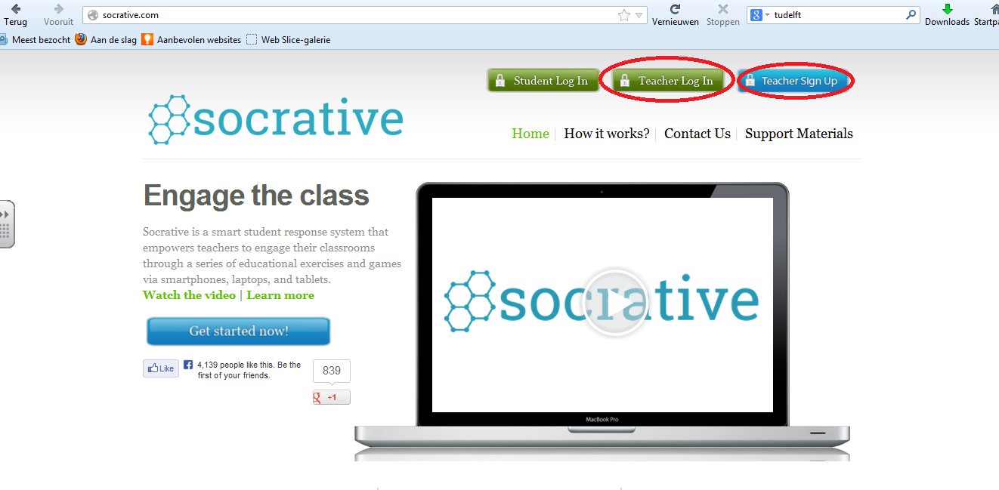 Terug
Vooruit
socrative.com
Vernieuwen
Stoppen
tudelft
Downloads
Startpa
Meest bezocht
Aan de slag
Aanbevolen websites
Web Slice-galerie
Student Log In
Teacher Log In
Teacher Sign Up
socrative
Home
How it works?
Contact Us
Support Materials
Engage the class
Socrative is a smart student response system that
empowers teachers to engage their classrooms
through a series of educational exercises and games
via smartphones, laptops, and tablets.
Watch the video | Learn more
Get started now!
Like
4,139 people like this. Be the
first of your friends.
839
+1
socrative
MacBook Pro